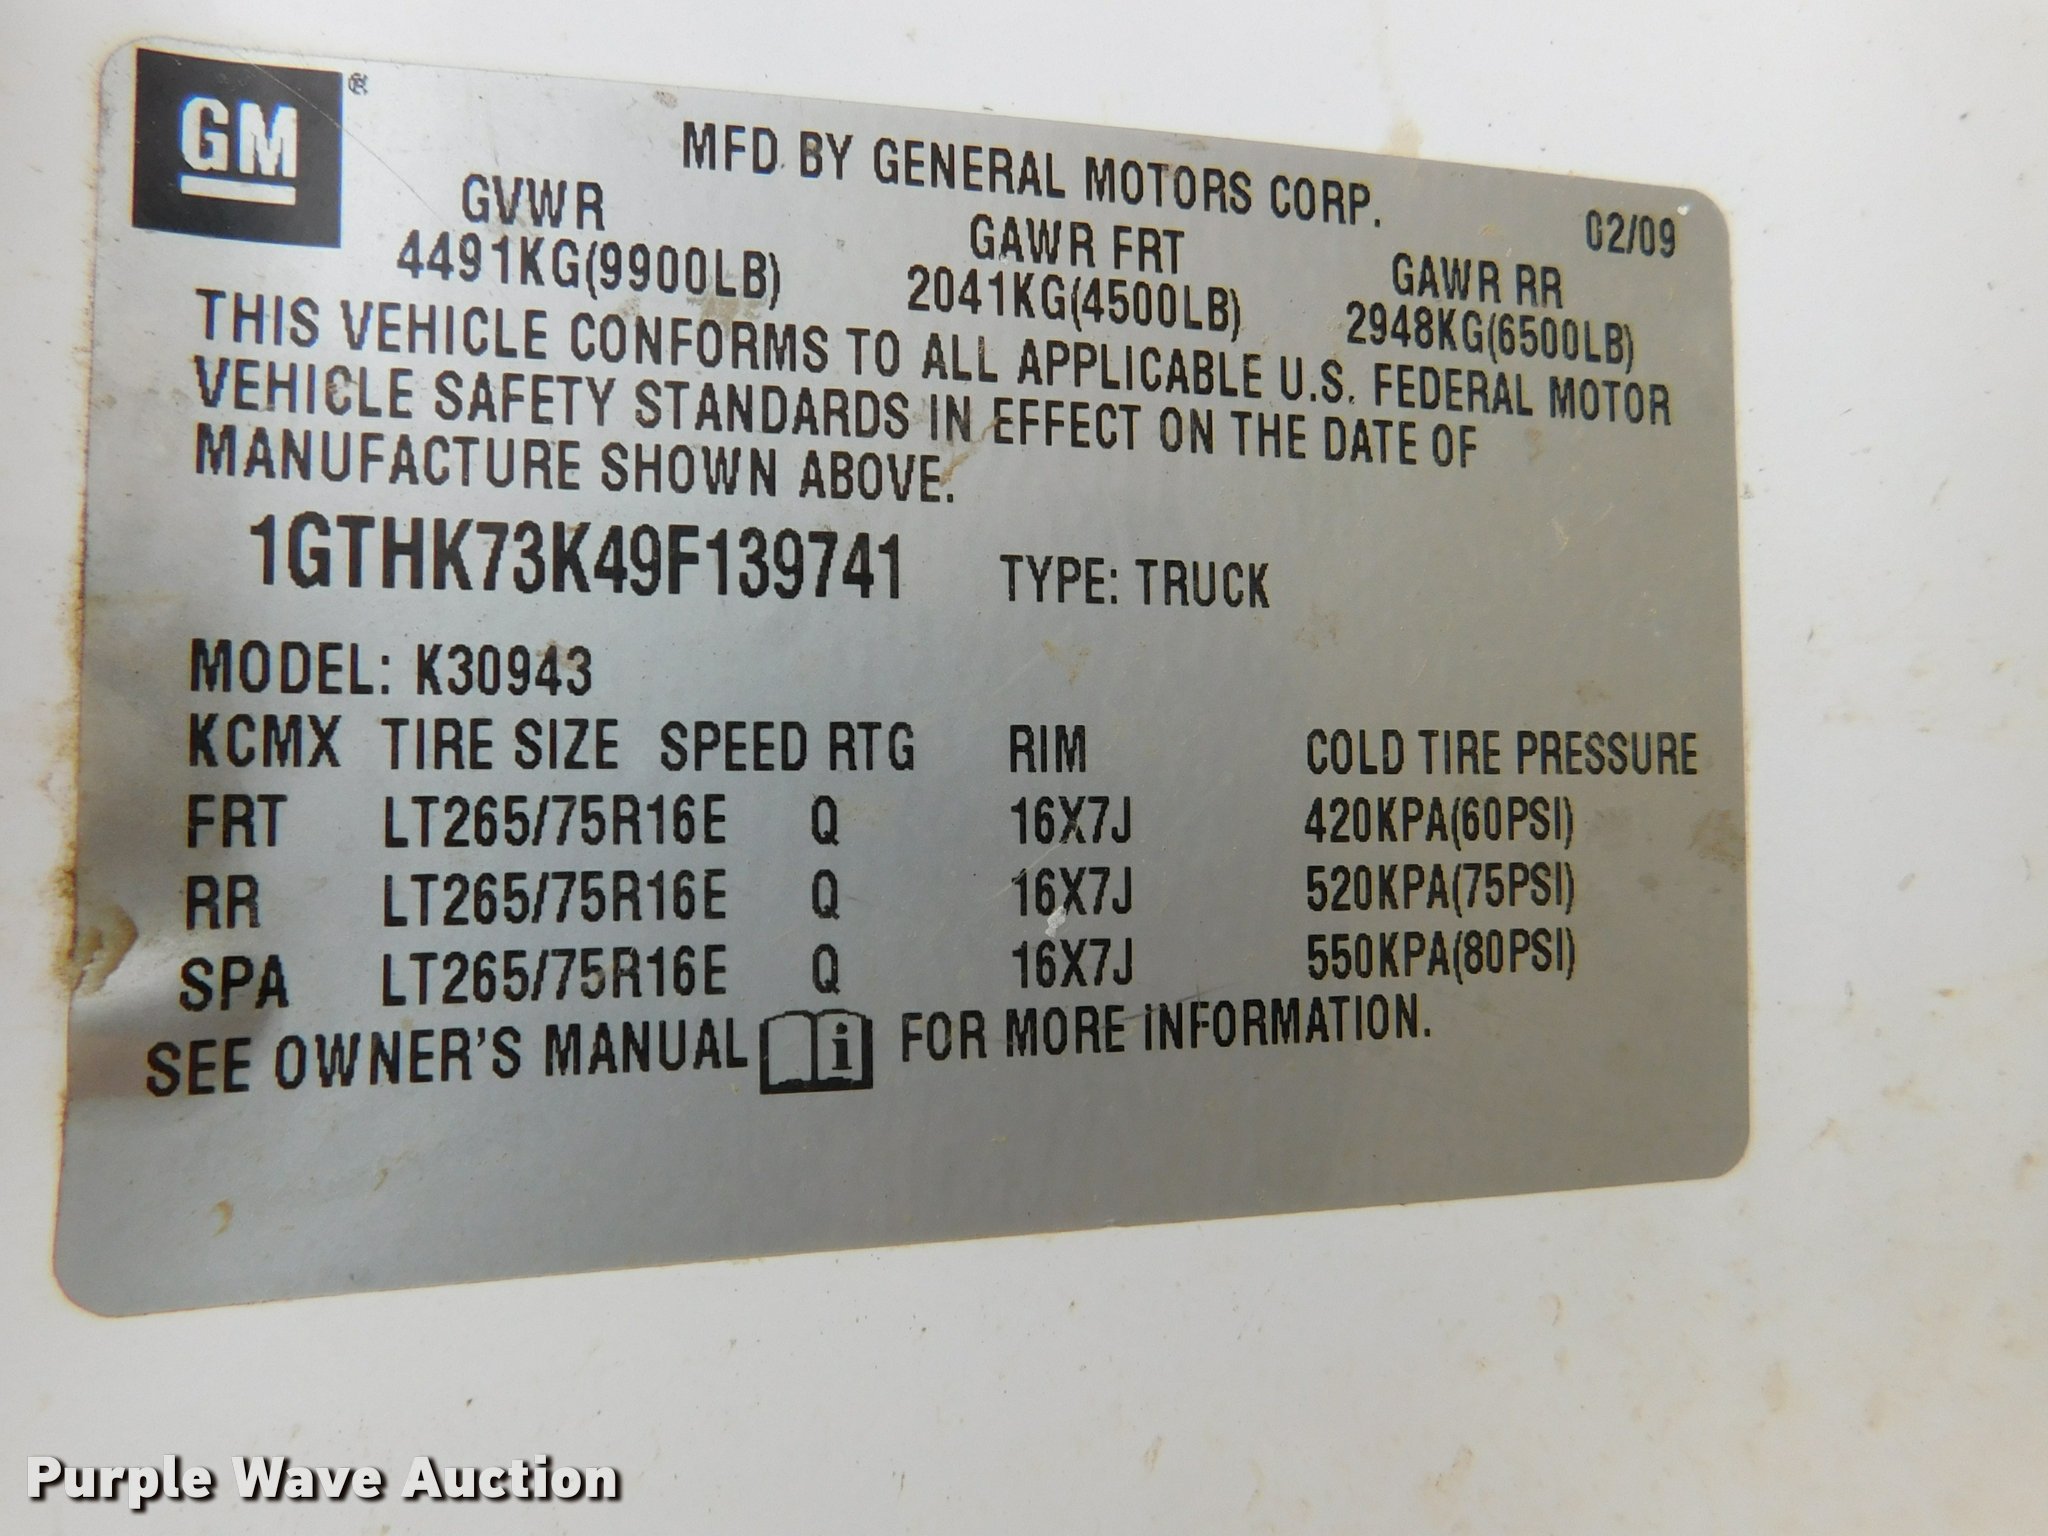 GM ®
MFD BY GENERAL MOTORS CORP.
02/09
GVWR GAWR FRT GAWR RR
4491KG(9900LB) 2041KG(4500LB) 2948KG(6500LB)
THIS VEHICLE CONFORMS TO ALL APPLICABLE U.S. FEDERAL MOTOR
VEHICLE SAFETY STANDARDS IN EFFECT ON THE DATE OF
MANUFACTURE SHOWN ABOVE.
1GTHK73K49F139741 TYPE: TRUCK
MODEL: K30943
KCMX TIRE SIZE SPEED RTG RIM COLD TIRE PRESSURE
FRT LT265/75R16E Q 16X7J 420KPA(60PSI)
RR LT265/75R16E Q 16X7J 520KPA(75PSI)
SPA LT265/75R16E Q 16X7J 550KPA(80PSI)
SEE OWNER'S MANUAL i FOR MORE INFORMATION.
Purple Wave Auction